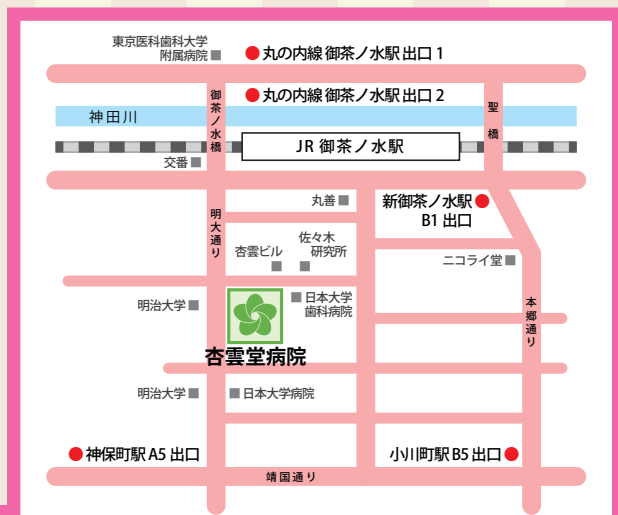 東京医科歯科大学
附属病院
丸の内線 御茶ノ水駅 出口 1
丸の内線 御茶ノ水駅 出口 2
御茶ノ水橋
聖橋
神田川
JR 御茶ノ水駅
交番
丸善
新御茶ノ水駅
B1 出口
明大通り
佐々木
研究所
杏雲ビル
ニコライ堂
明治大学
日本大学
歯科病院
本郷通り
杏雲堂病院
明治大学
日本大学病院
神保町駅 A5 出口
小川町駅 B5 出口
靖国通り